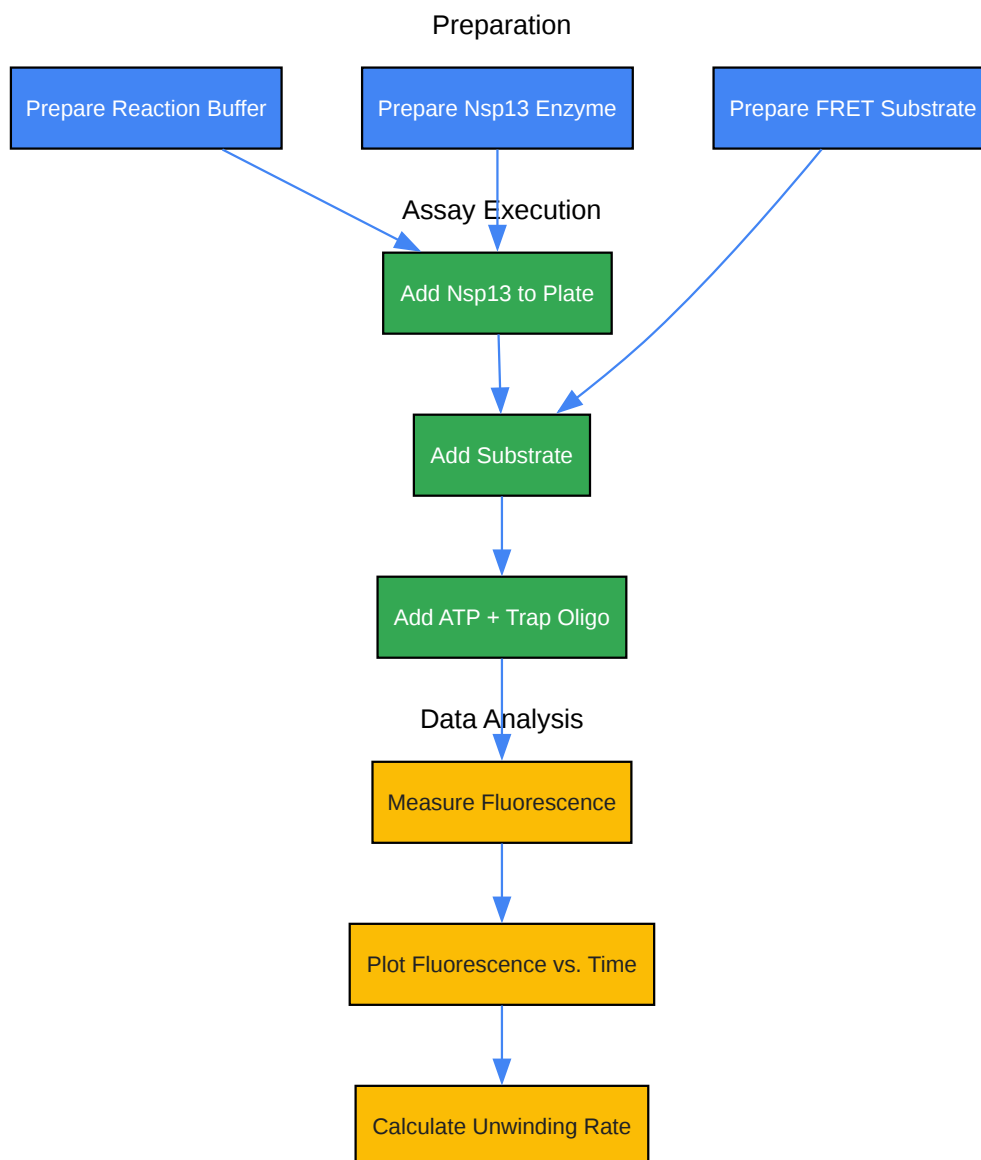 Preparation
Prepare Reaction Buffer
Prepare Nsp13 Enzyme
Prepare FRET Substrate
Assay Execution
Add Nsp13 to Plate
Add Substrate
Add ATP + Trap Oligo
Data Analysis
Measure Fluorescence
Plot Fluorescence vs. Time
Calculate Unwinding Rate